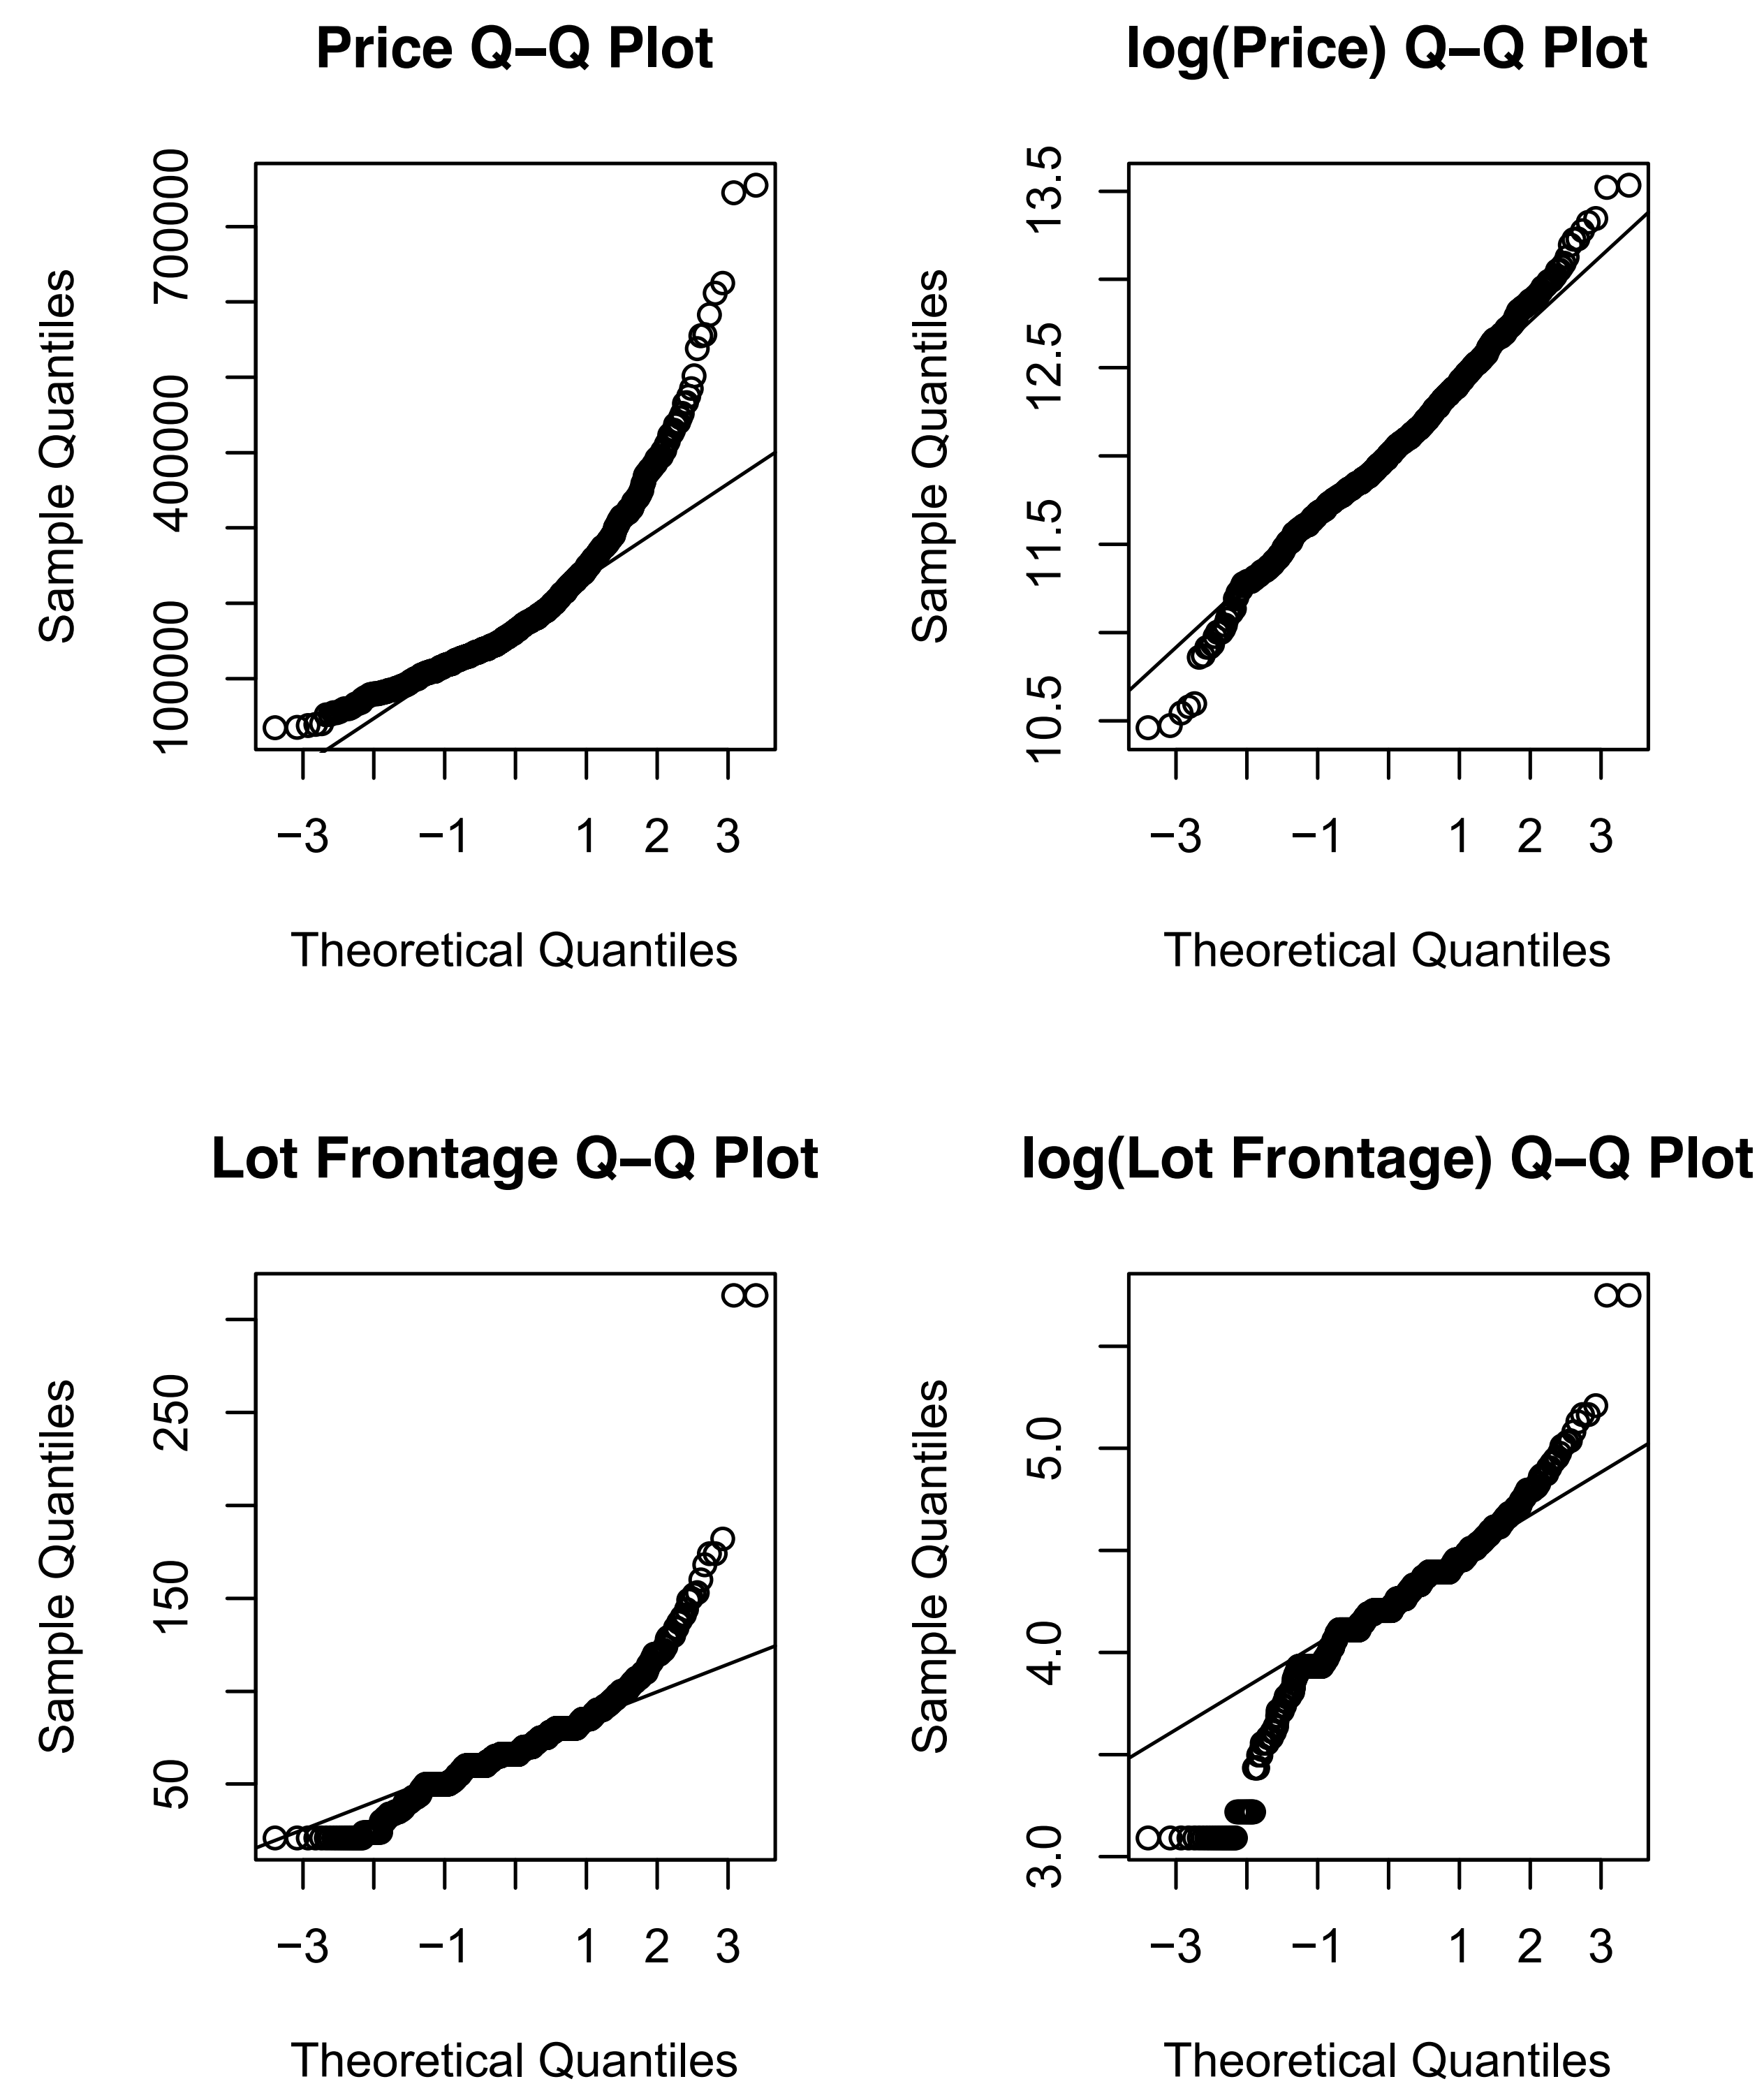 Price Q–Q Plot
Sample Quantiles
100000 400000 700000
−3 −1 1 2 3
Theoretical Quantiles
log(Price) Q–Q Plot
Sample Quantiles
10.5 11.5 12.5 13.5
−3 −1 1 2 3
Theoretical Quantiles
Lot Frontage Q–Q Plot
Sample Quantiles
50 150 250
−3 −1 1 2 3
Theoretical Quantiles
log(Lot Frontage) Q–Q Plot
Sample Quantiles
3.0 4.0 5.0
−3 −1 1 2 3
Theoretical Quantiles